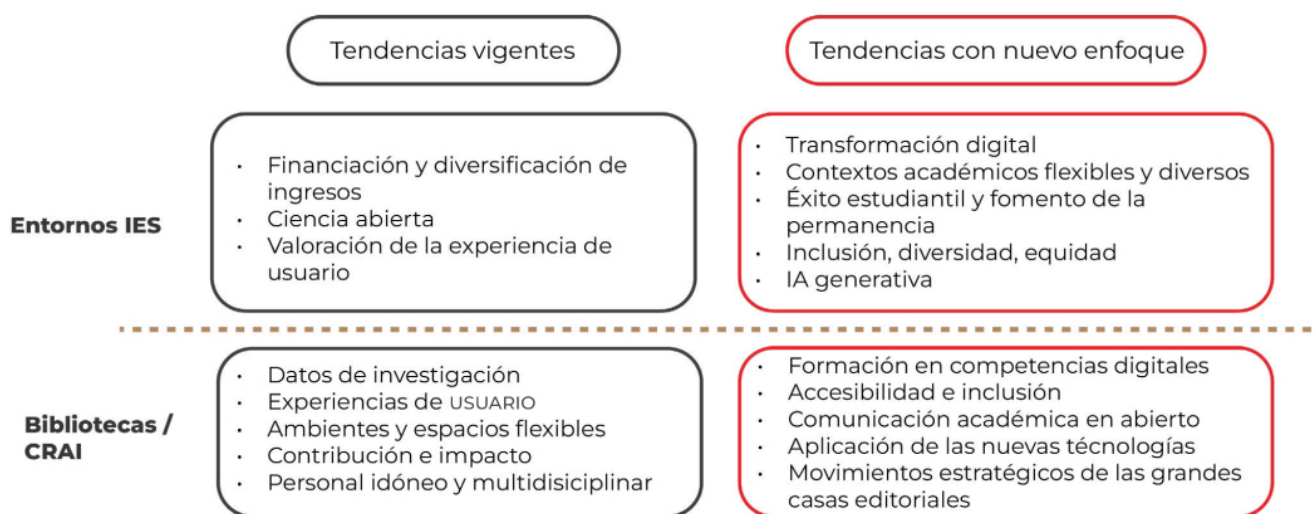 Tendencias vigentes
Tendencias con nuevo enfoque
Entornos IES
· Financiación y diversificación de
ingresos
· Ciencia abierta
· Valoración de la experiencia de
usuario
· Transformación digital
· Contextos académicos flexibles y diversos
· Éxito estudiantil y fomento de la
permanencia
· Inclusión, diversidad, equidad
· IA generativa
Bibliotecas /
CRAI
· Datos de investigación
· Experiencias de USUARIO
· Ambientes y espacios flexibles
· Contribución e impacto
· Personal idóneo y multidisiciplinar
· Formación en competencias digitales
· Accesibilidad e inclusión
· Comunicación académica en abierto
· Aplicación de las nuevas técnologías
· Movimientos estratégicos de las grandes
casas editoriales